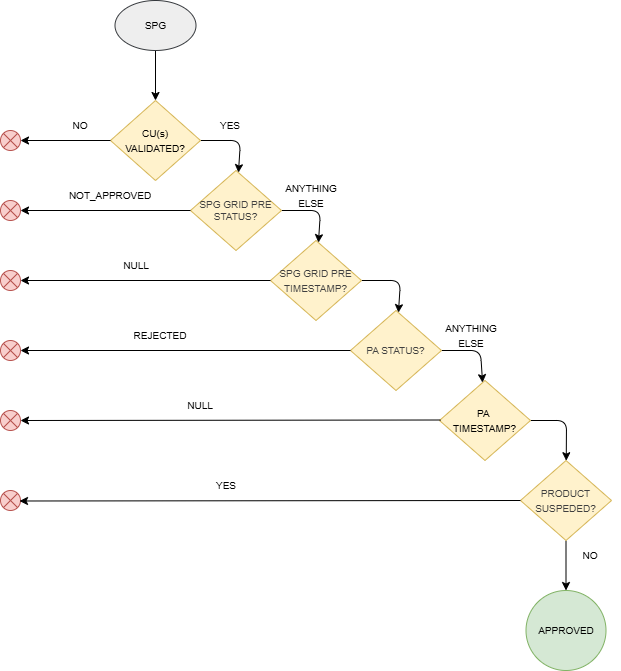 SPG
NO
CU(s)
VALIDATED?
YES
NOT_APPROVED
SPG GRID PRE
STATUS?
ANYTHING
ELSE
NULL
SPG GRID PRE
TIMESTAMP?
REJECTED
PA STATUS?
ANYTHING
ELSE
NULL
PA
TIMESTAMP?
YES
PRODUCT
SUSPEDED?
NO
APPROVED